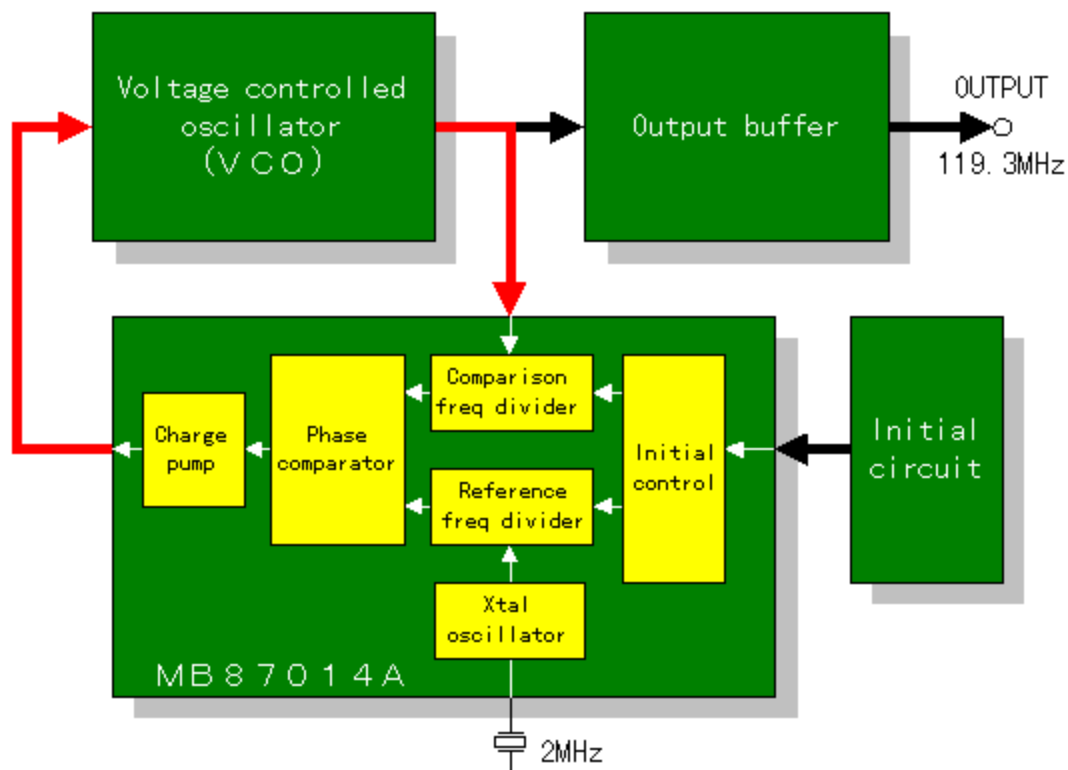 Voltage controlled
oscillator
(VCO)
Output buffer
OUTPUT
119.3MHz
Comparison
freq divider
Charge
pump
Phase
comparator
Initial
control
Reference
freq divider
Xtal
oscillator
Initial
circuit
MB87014A
2MHz